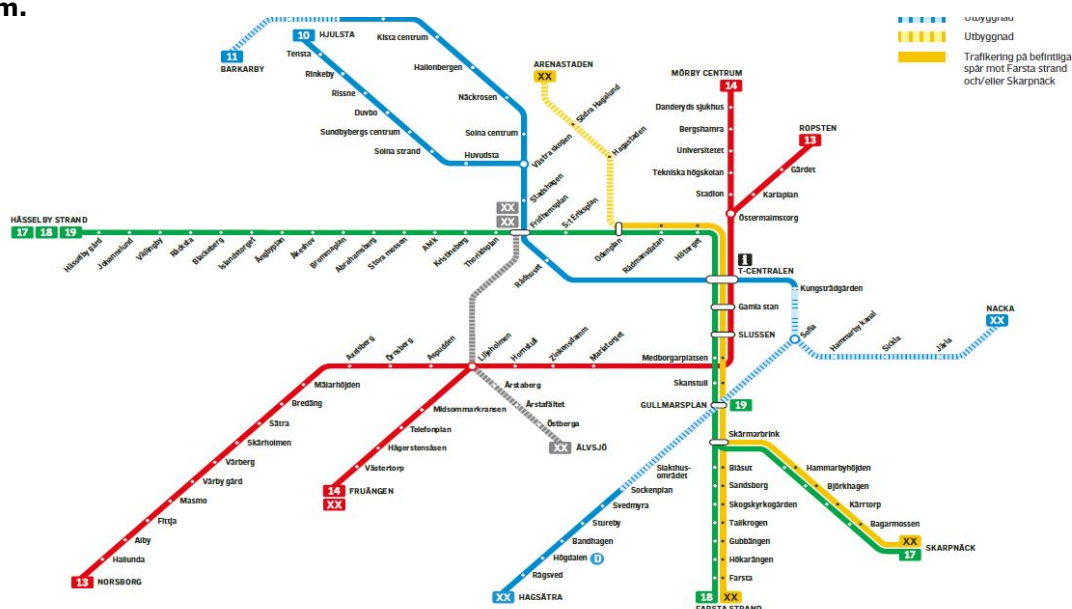 m.
10 HJULSTA
11
BARKARBY
Tensta
Rinkeby
Rissne
Duvbo
Sundbybergs centrum
Solna strand
Huvudsta
Kista centrum
Hallonbergen
Näckrosen
Solna centrum
Västra skogen
Stadshagen
Fridhemsplan
S:t Eriksplan
XX
XX
ARENASTADEN
XX
Södra Hagalund
Hagastaden
MÖRBY CENTRUM
14
Danderyds sjukhus
Bergshamra
Universitetet
Tekniska högskolan
Stadion
ROPSTEN
13
Gärdet
Karlaplan
Östermalmstorg
Utbyggnad
Utbyggnad
Trafikering på befintliga
spår mot Farsta strand
och/eller Skarpnäck
HÄSSELBY STRAND
17 18 19
Hässelby gård
Johannelund
Vällingby
Råcksta
Blackeberg
Islandstorget
Ängbyplan
Åkeshov
Brommaplan
Abrahamsberg
Stora mossen
Alvik
Kristineberg
Thorildsplan
Rådhuset
Odenplan
Rådmansgatan
Hötorget
i
T-CENTRALEN
Kungsträdgården
Gamla stan
SLUSSEN
Sofia
Hammarby kanal
Sickla
Järla
NACKA
XX
Medborgarplatsen
Skanstull
GULLMARSPLAN 19
Skärmarbrink
Axelsberg
Örnsberg
Aspudden
Liljeholmen
Hornstull
Zinkensdamm
Mariatorget
Mälarhöjden
Bredäng
Sätra
Skärholmen
Vårberg
Vårby gård
Masmo
Fittja
Alby
Hallunda
13 NORSBORG
Midsommarkransen
Telefonplan
Hägerstensåsen
Västertorp
14 FRUÄNGEN
XX
Årstaberg
Årstafältet
Östberga
XX ÄLVSJÖ
Slakthus-
området
Sockenplan
Svedmyra
Stureby
Bandhagen
Högdalen D
Rågsved
XX HAGSÄTRA
Blåsut
Sandsborg
Skogskyrkogården
Tallkrogen
Gubbängen
Hökarängen
Farsta
18 XX
FARSTA STRAND
Hammarbyhöjden
Björkhagen
Kärrtorp
Bagarmossen
XX
17
SKARPNÄCK